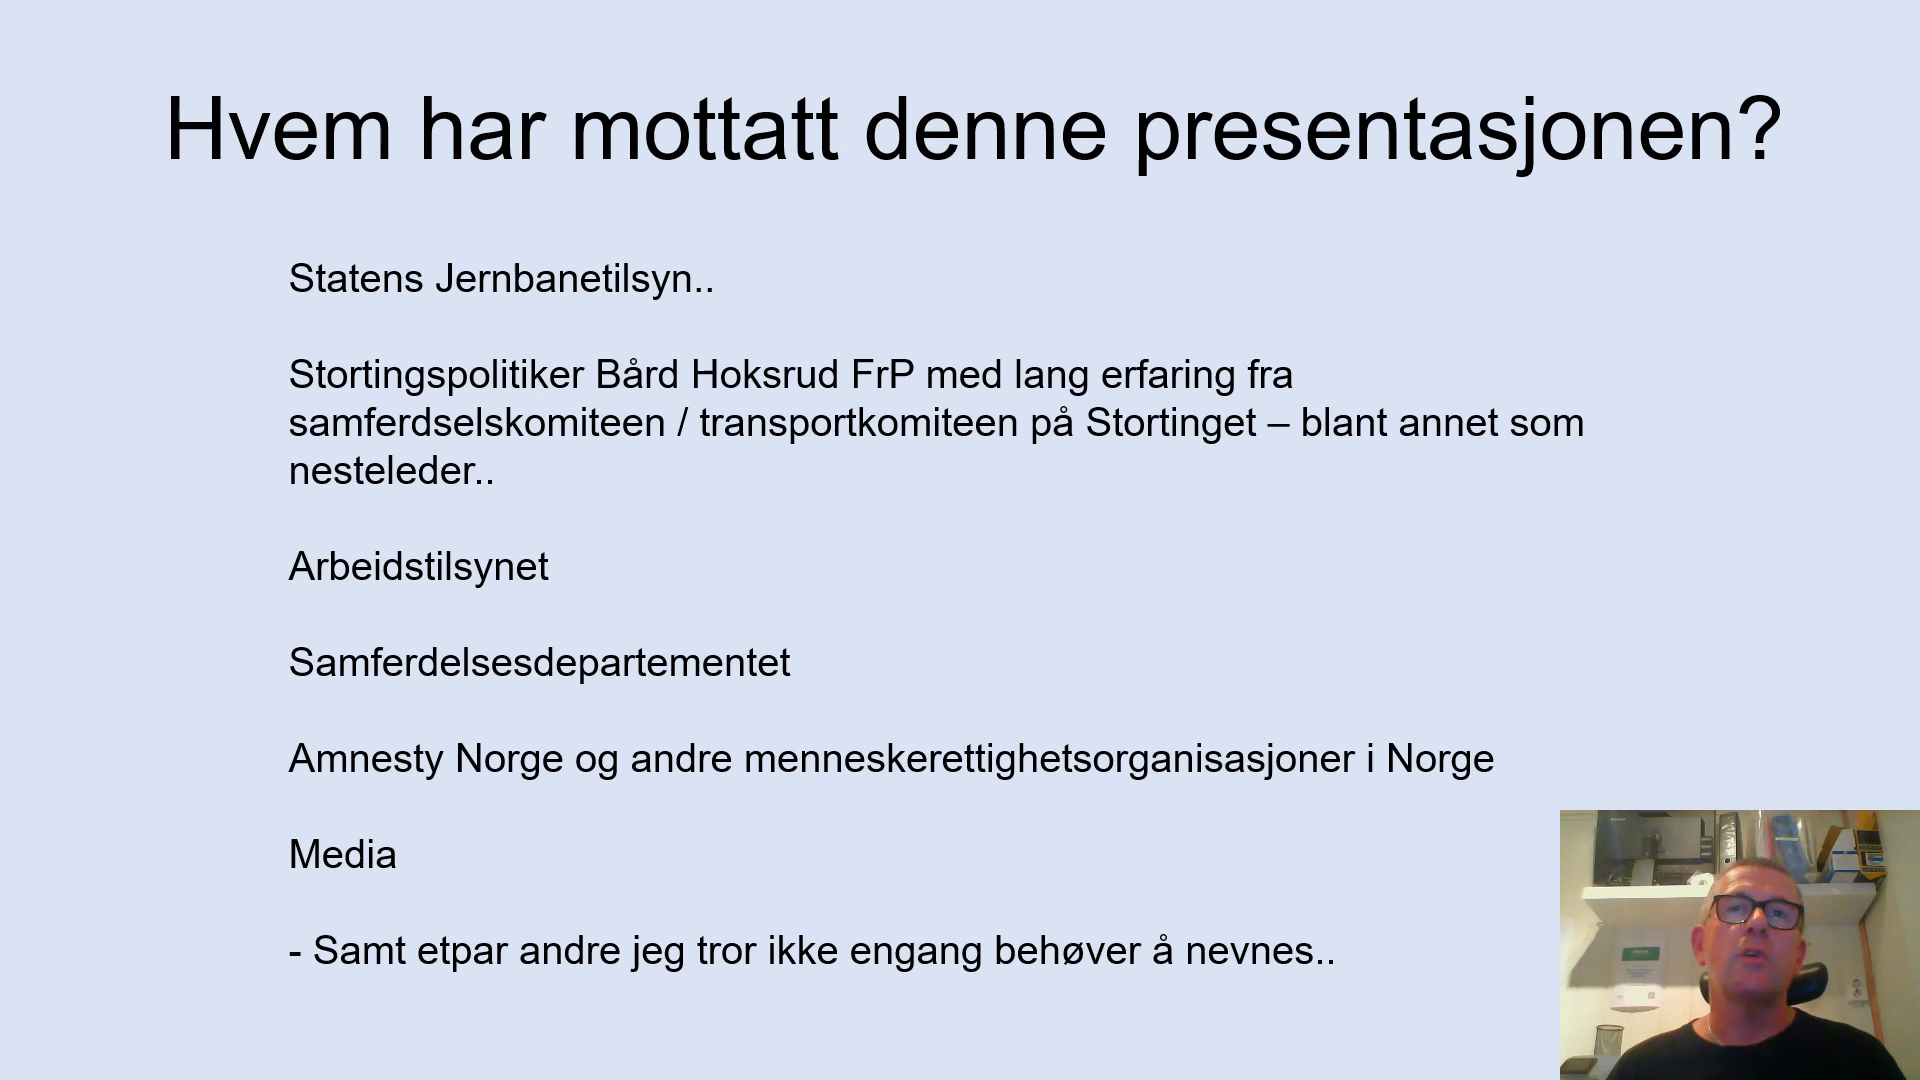 Hvem har mottatt denne presentasjonen?
Statens Jernbanetilsyn..
Stortingspolitiker Bård Hoksrud FrP med lang erfaring fra
samferdselskomiteen / transportkomiteen på Stortinget – blant annet som
nesteleder..
Arbeidstilsynet
Samferdelsesdepartementet
Amnesty Norge og andre menneskerettighetsorganisasjoner i Norge
Media
- Samt etpar andre jeg tror ikke engang behøver å nevnes..